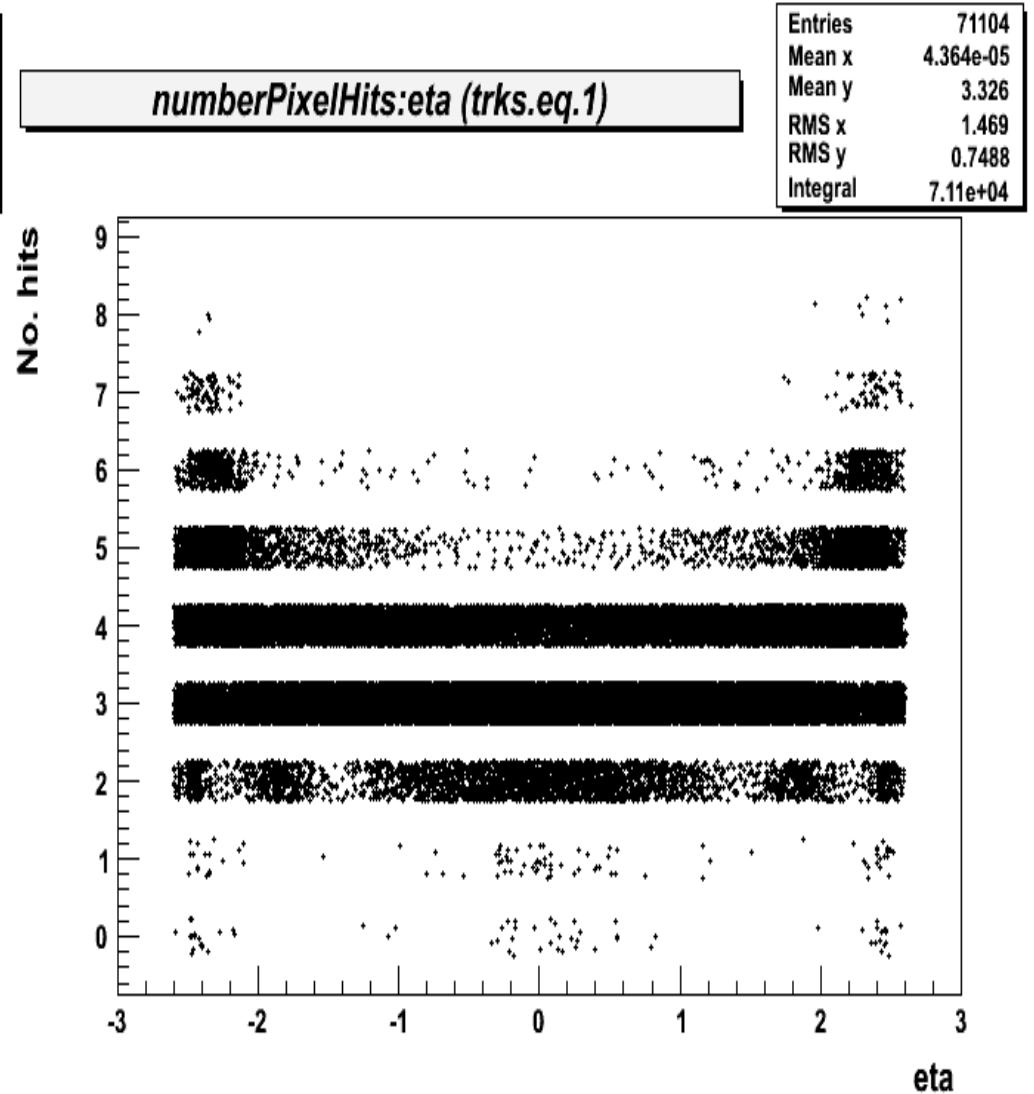 Entries 71104
Mean x 4.364e-05
Mean y 3.326
RMS x 1.469
RMS y 0.7488
Integral 7.11e+04
numberPixelHits:eta (trks.eq.1)
No. hits
9
8
7
6
5
4
3
2
1
0
-3 -2 -1 0 1 2 3
eta